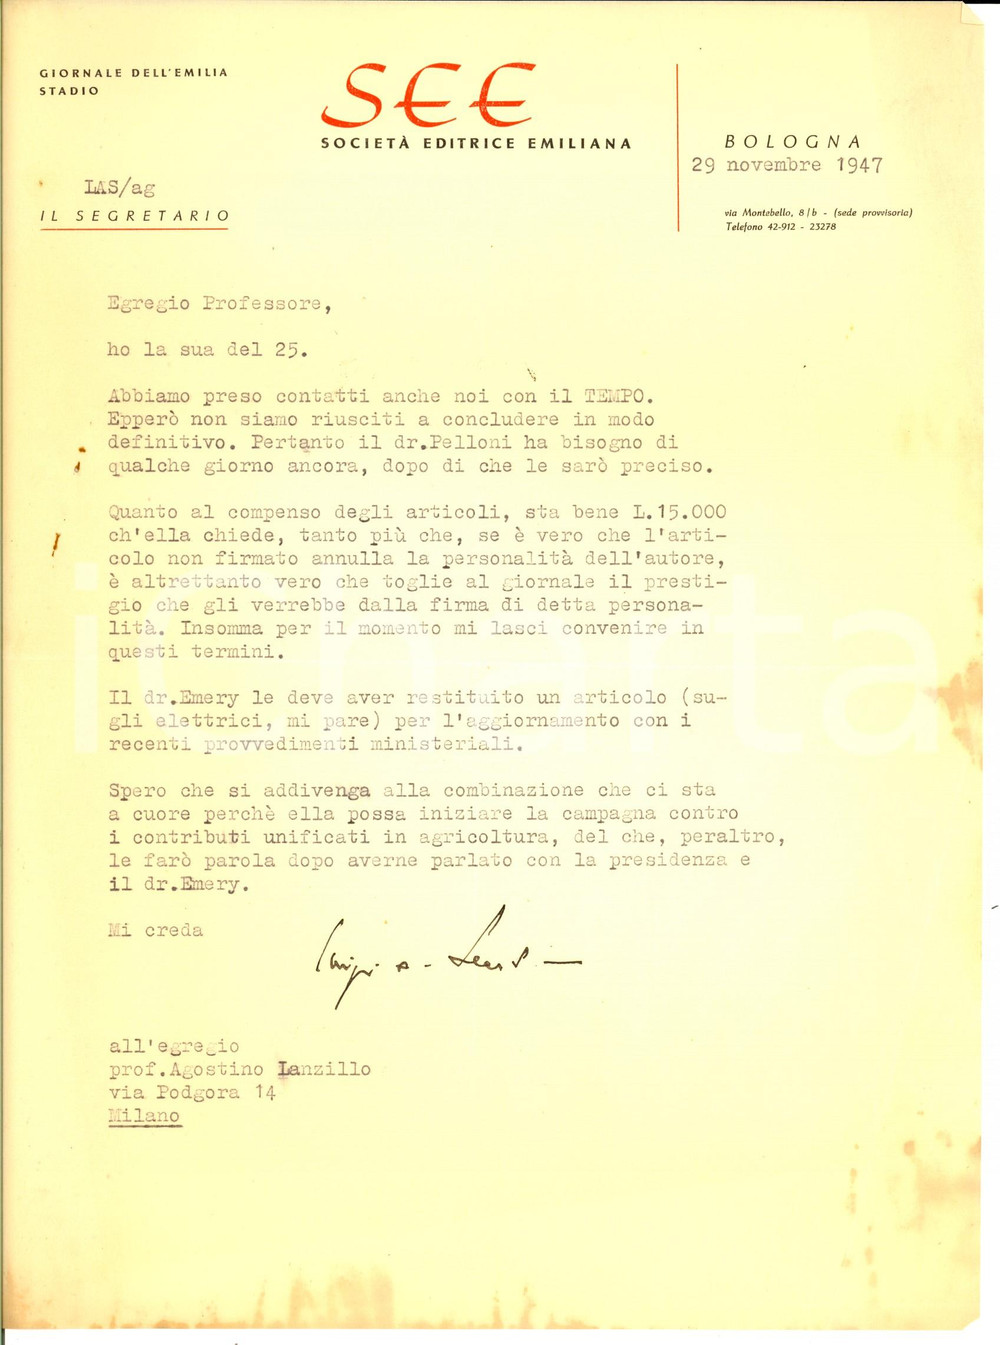 GIORNALE DELL'EMILIA
STADIO
SEE
SOCIETÀ EDITRICE EMILIANA
BOLOGNA
29 novembre 1947
LAS/ag
IL SEGRETARIO
via Montebello, 8/b - (sede provvisoria)
Telefono 42-912 - 23278
Egregio Professore,
ho la sua del 25.
Abbiamo preso contatti anche noi con il TEMPO.
Epperò non siamo riusciti a concludere in modo
definitivo. Pertanto il dr.Pelloni ha bisogno di
qualche giorno ancora, dopo di che le sarò preciso.
Quanto al compenso degli articoli, sta bene L.15.000
ch'ella chiede, tanto più che, se è vero che l'arti-
colo non firmato annulla la personalità dell'autore,
è altrettanto vero che toglie al giornale il presti-
gio che gli verrebbe dalla firma di detta persona-
lità. Insomma per il momento mi lasci convenire in
questi termini.
Il dr.Emery le deve aver restituito un articolo (su-
gli elettrici, mi pare) per l'aggiornamento con i
recenti provvedimenti ministeriali.
Spero che si addivenga alla combinazione che ci sta
a cuore perchè ella possa iniziare la campagna contro
i contributi unificati in agricoltura, del che, peraltro,
le farò parola dopo averne parlato con la presidenza e
il dr.Emery.
Mi creda
all'egregio
prof.Agostino Lanzillo
via Podgora 14
Milano